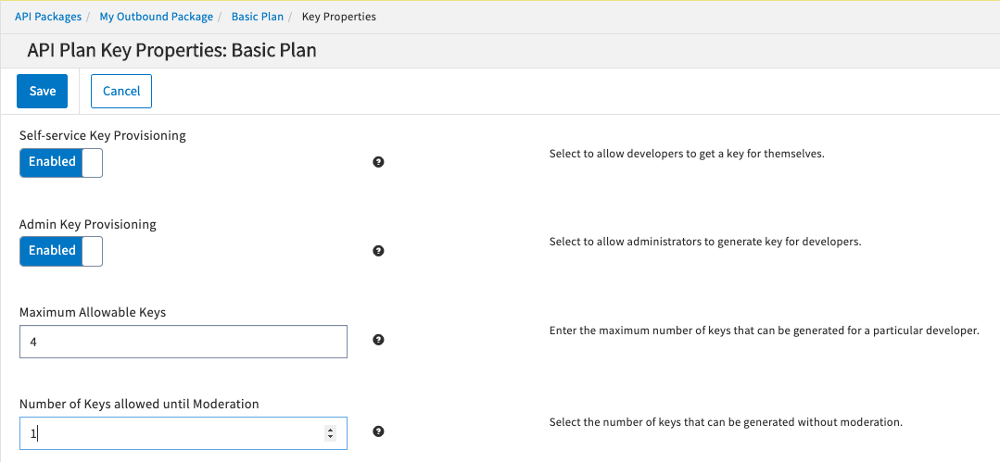 API Packages / My Outbound Package / Basic Plan / Key Properties
API Plan Key Properties: Basic Plan
Save Cancel
Self-service Key Provisioning
Enabled ? Select to allow developers to get a key for themselves.
Admin Key Provisioning
Enabled ? Select to allow administrators to generate key for developers.
Maximum Allowable Keys
4 ? Enter the maximum number of keys that can be generated for a particular developer.
Number of Keys allowed until Moderation
1 ? Select the number of keys that can be generated without moderation.